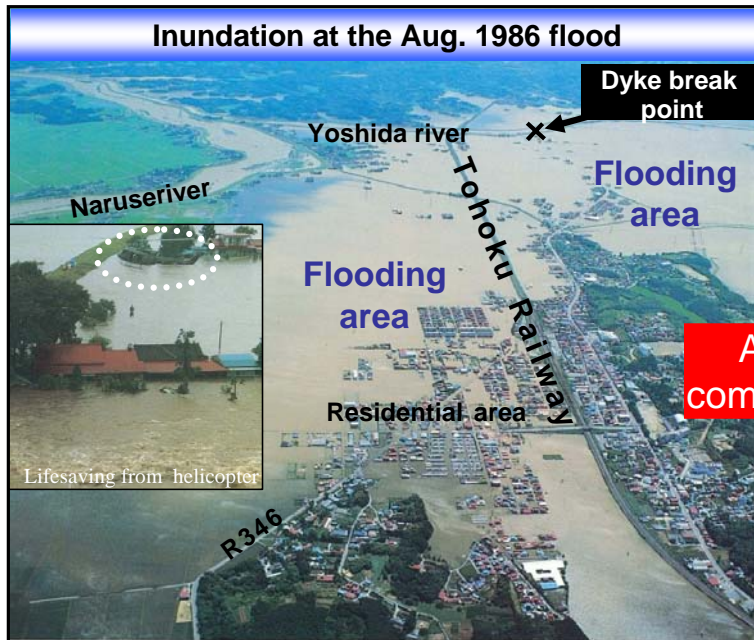 Inundation at the Aug. 1986 flood
Dyke break
point
Yoshida river
Naruseriver
Flooding
area
Tohoku Railway
Flooding
area
A
com
Residential area
Lifesaving from helicopter
R346